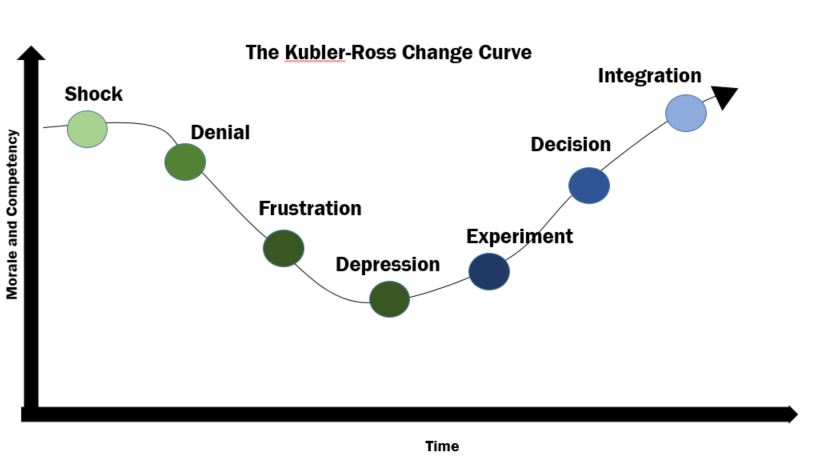 The Kubler-Ross Change Curve
Integration
Shock
Denial
Decision
Frustration
Experiment
Depression
Morale and Competency
Time